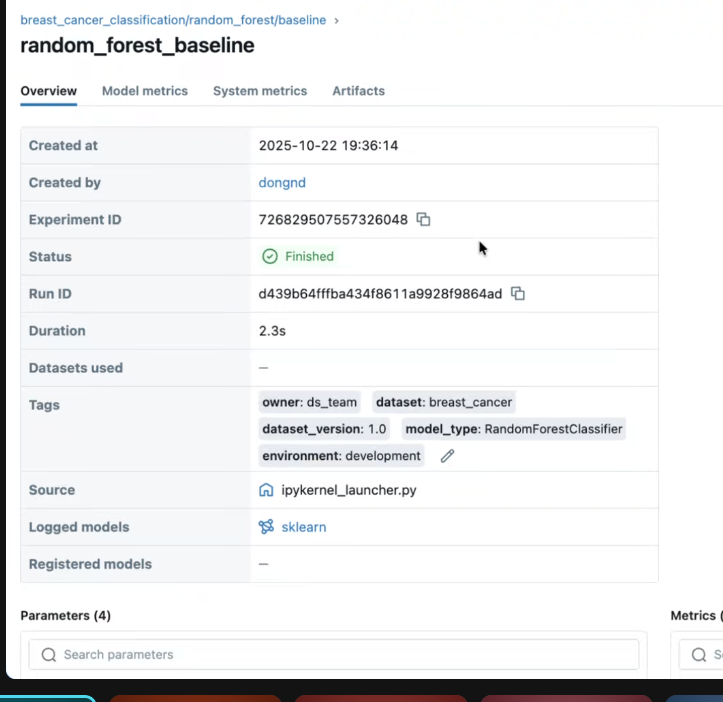 breast_cancer_classification/random_forest/baseline ›
random_forest_baseline
Overview Model metrics System metrics Artifacts
Created at 2025-10-22 19:36:14
Created by dongnd
Experiment ID 726829507557326048
Status Finished
Run ID d439b64fffba434f8611a9928f9864ad
Duration 2.3s
Datasets used —
Tags owner: ds_team dataset: breast_cancer
dataset_version: 1.0 model_type: RandomForestClassifier
environment: development
Source ipykernel_launcher.py
Logged models sklearn
Registered models —
Parameters (4) Metrics (
Search parameters S